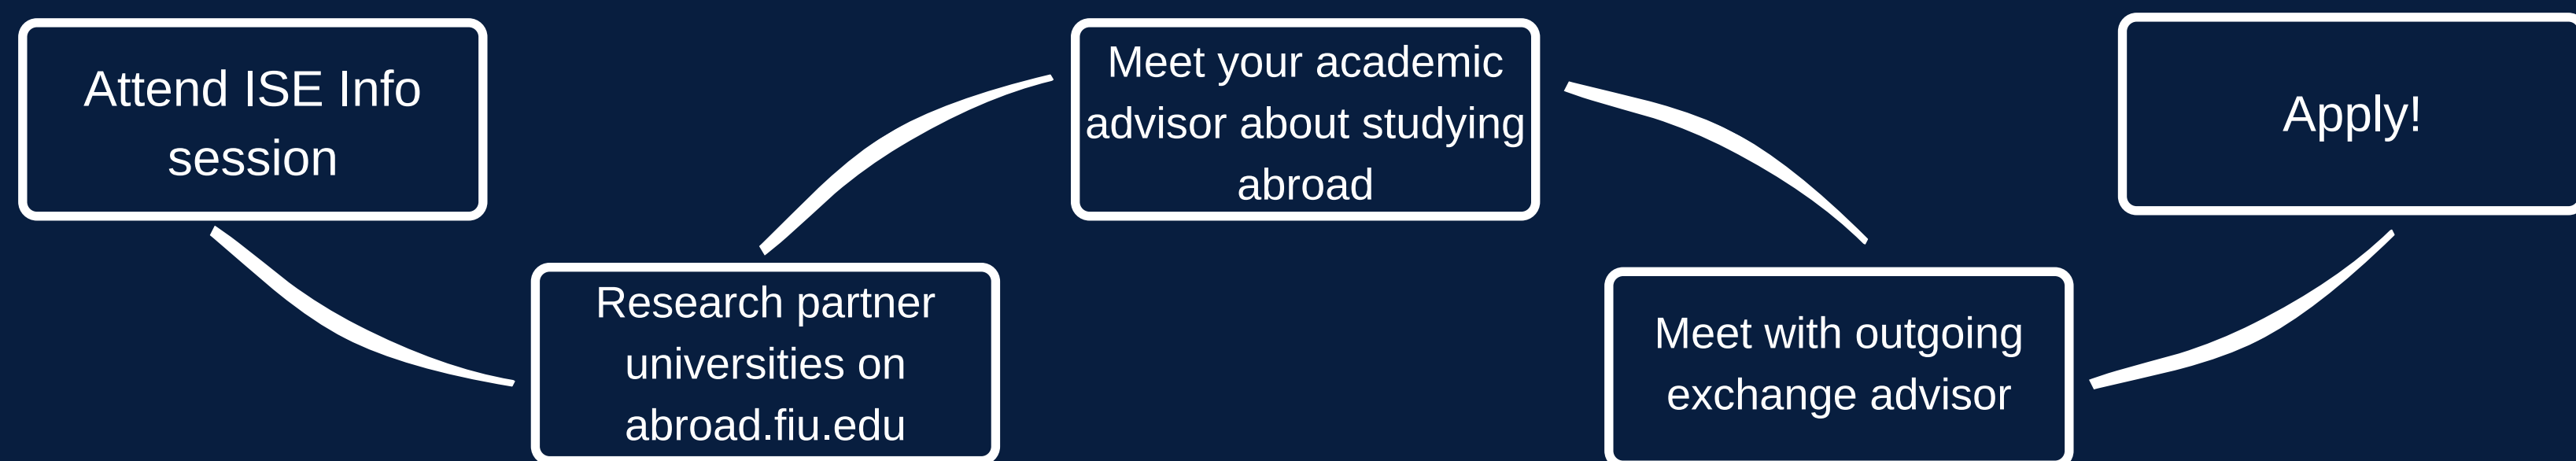 Attend ISE Info
session
Research partner
universities on
abroad.fiu.edu
Meet your academic
advisor about studying
abroad
Meet with outgoing
exchange advisor
Apply!